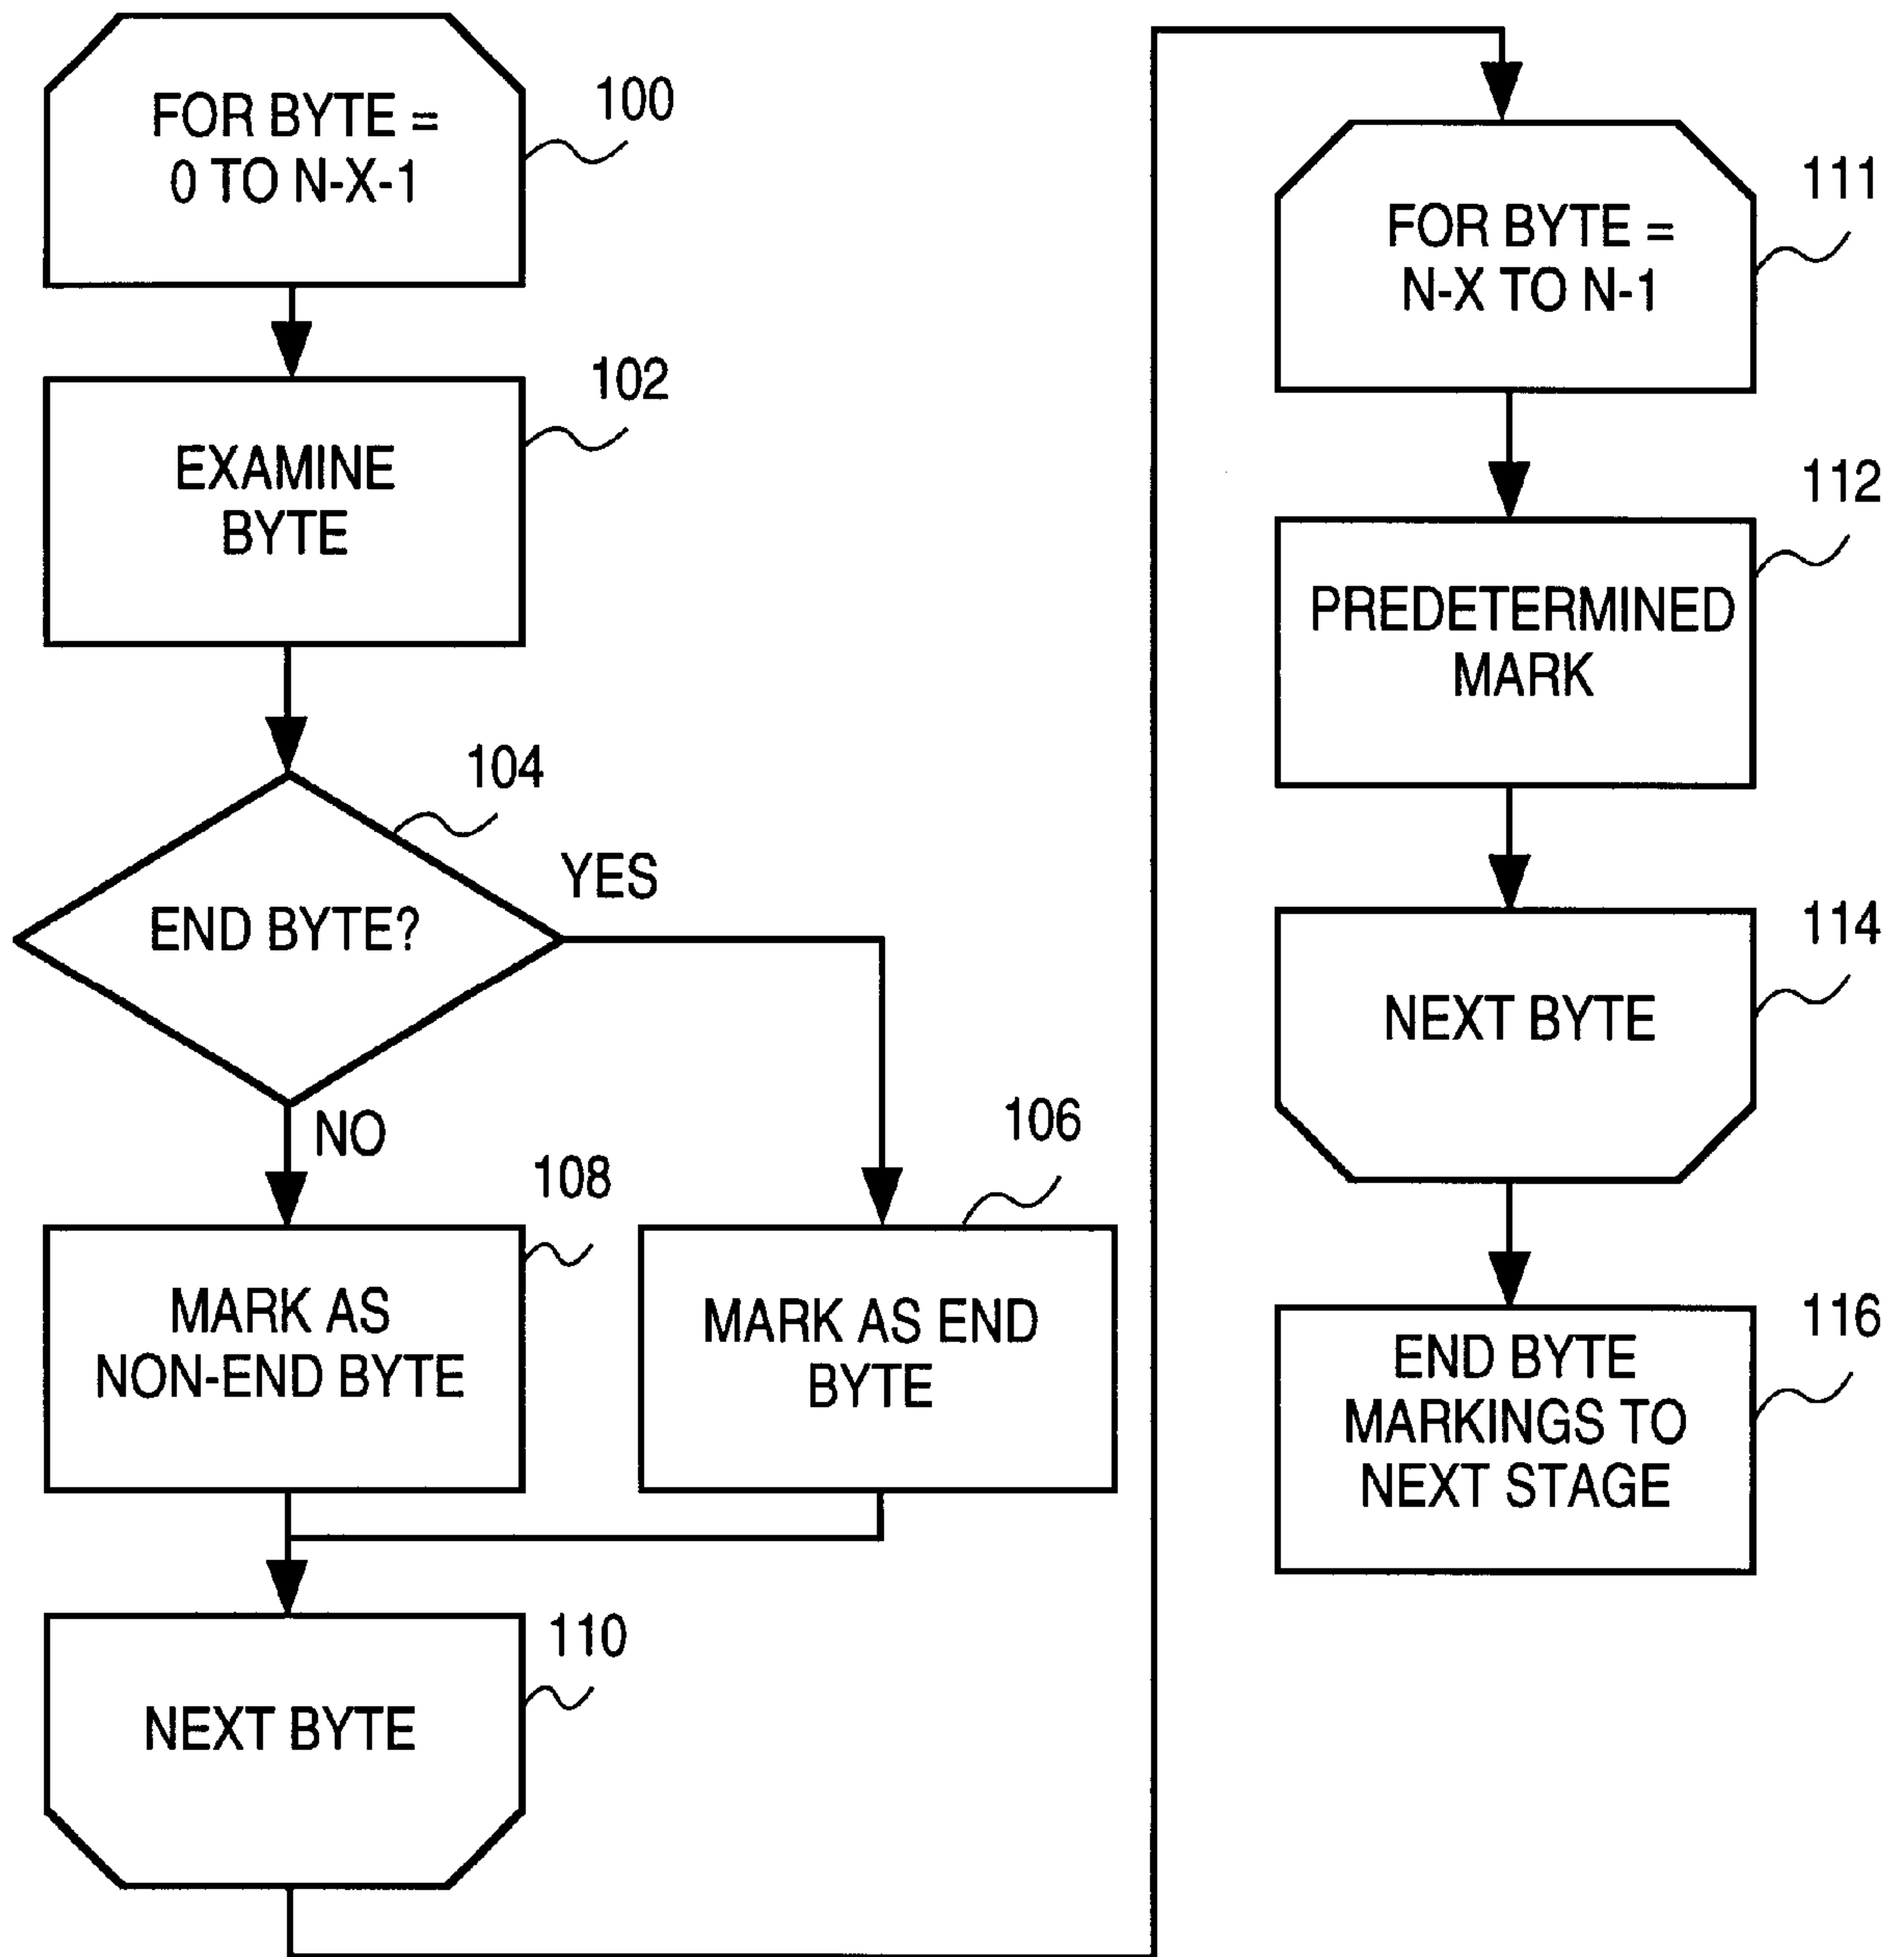 FOR BYTE =
0 TO N-X-1
100
EXAMINE
BYTE
102
END BYTE?
104
YES
NO
MARK AS
NON-END BYTE
108
MARK AS END
BYTE
106
NEXT BYTE
110
FOR BYTE =
N-X TO N-1
111
PREDETERMINED
MARK
112
NEXT BYTE
114
END BYTE
MARKINGS TO
NEXT STAGE
116